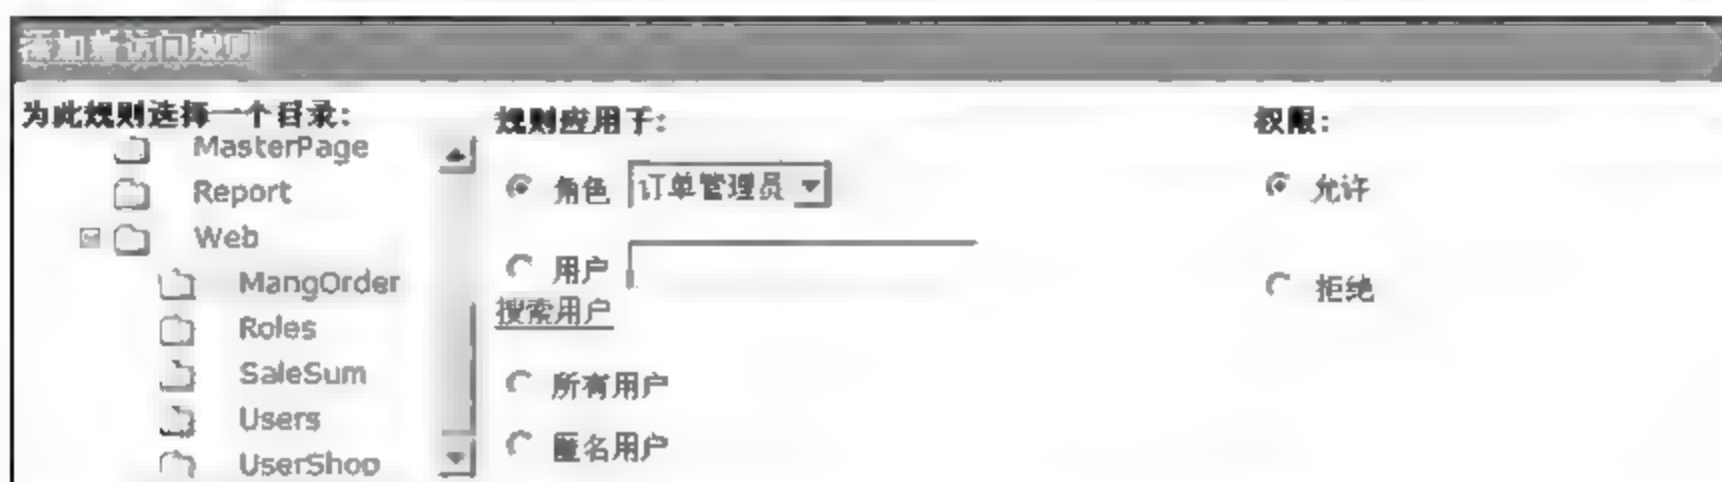 添加新访问规则
为此规则选择一个目录:
MasterPage
Report
Web
MangOrder
Roles
SaleSum
Users
UserShop
规则应用于:
角色 订单管理员
用户
搜索用户
所有用户
匿名用户
权限:
允许
拒绝